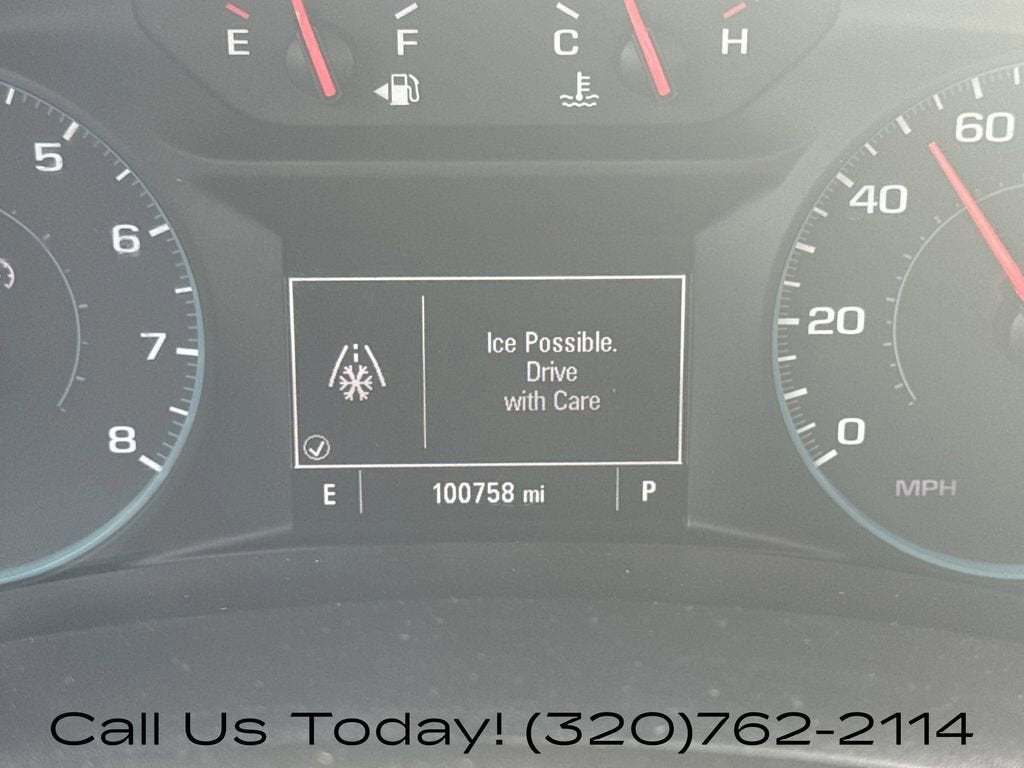 E F C H
5 60
6 40
7 20
8 0
MPH
Ice Possible.
Drive
with Care
E 100758 mi P
Call Us Today! (320)762-2114